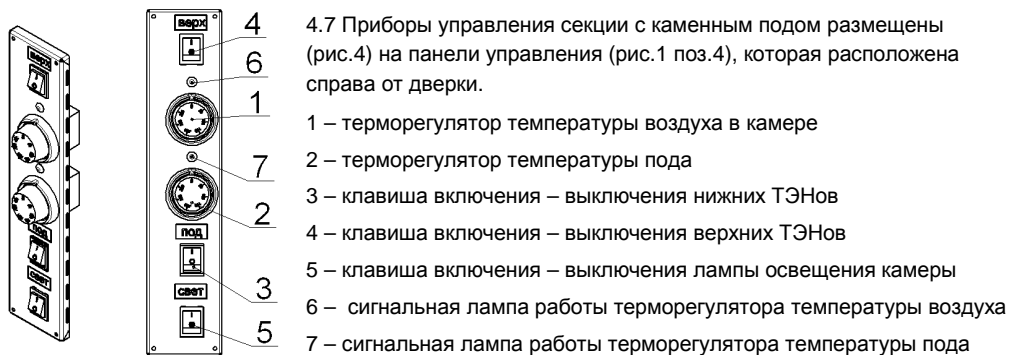 верх
под
свет
верх
4
6
1
7
2
под
3
свет
5
4.7 Приборы управления секции с каменным подом размещены
(рис.4) на панели управления (рис.1 поз.4), которая расположена
справа от дверки.
1 – терморегулятор температуры воздуха в камере
2 – терморегулятор температуры пода
3 – клавиша включения – выключения нижних ТЭНов
4 – клавиша включения – выключения верхних ТЭНов
5 – клавиша включения – выключения лампы освещения камеры
6 – сигнальная лампа работы терморегулятора температуры воздуха
7 – сигнальная лампа работы терморегулятора температуры пода